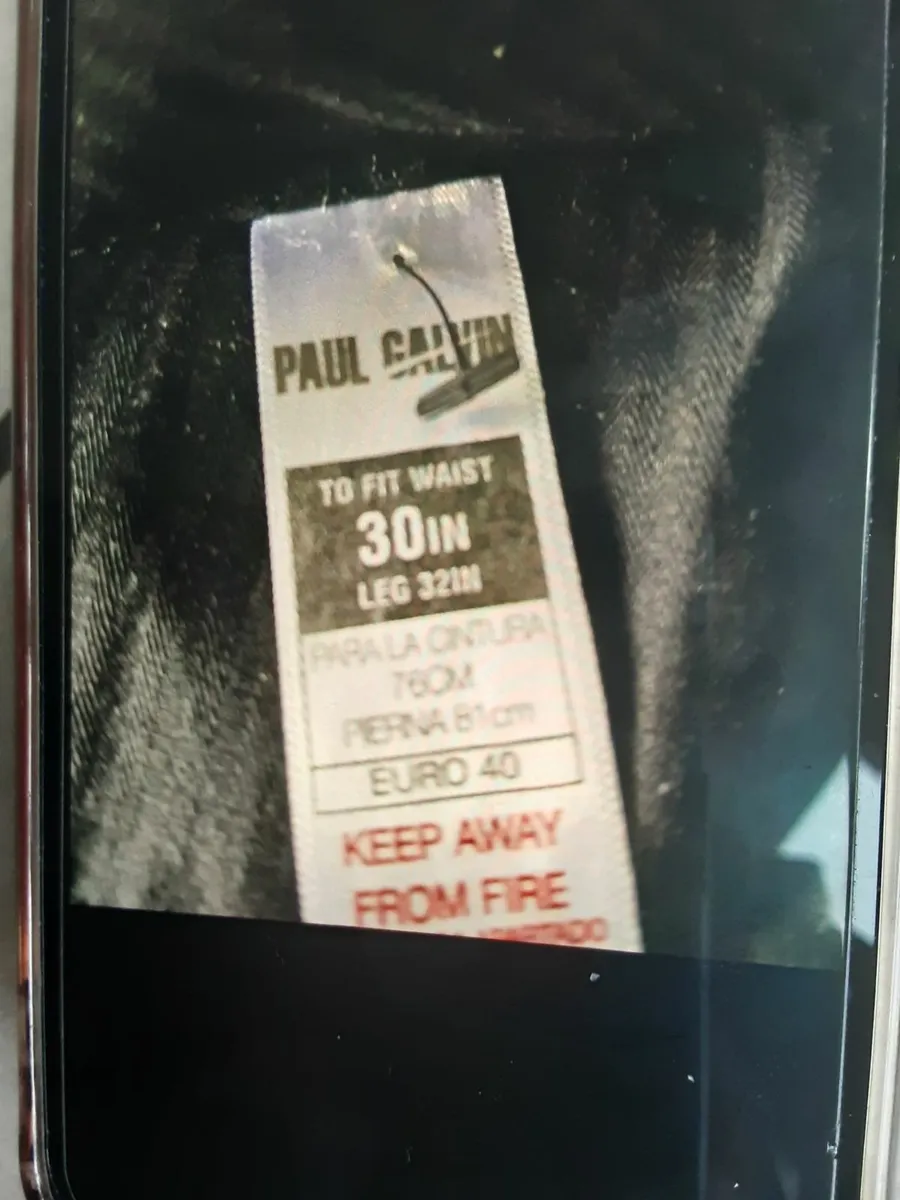 PAUL GALVIN
TO FIT WAIST
30IN
LEG 32IN
PARA LA CINTURA
76CM
PIERNA 81cm
EURO 40
KEEP AWAY
FROM FIRE